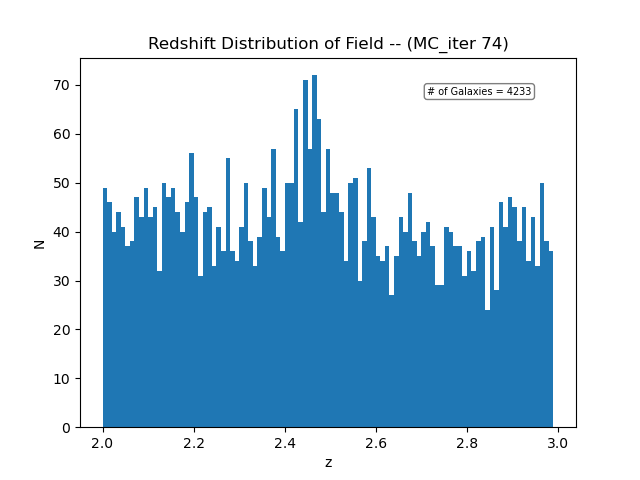 Redshift Distribution of Field -- (MC_iter 74)
# of Galaxies = 4233
70
60
50
40
30
20
10
0
N
2.0 2.2 2.4 2.6 2.8 3.0
z